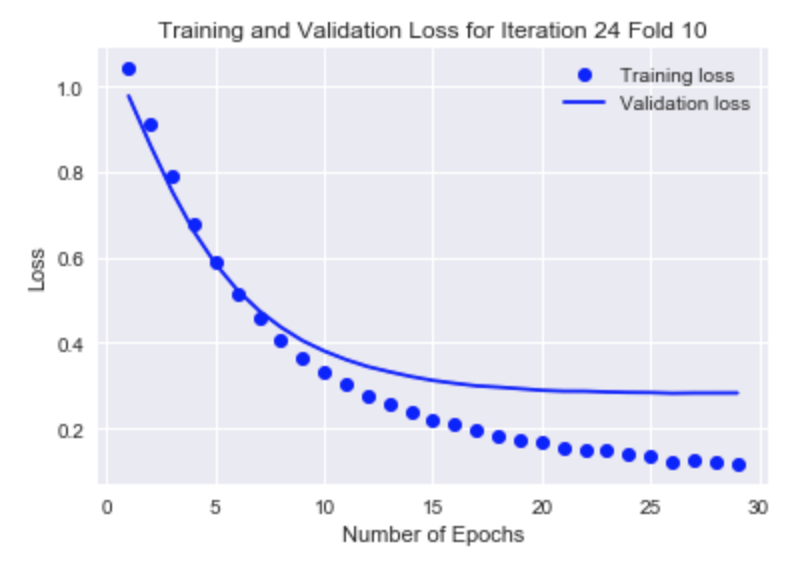 Training and Validation Loss for Iteration 24 Fold 10
Training loss
Validation loss
1.0
0.8
0.6
0.4
0.2
Loss
0 5 10 15 20 25 30
Number of Epochs